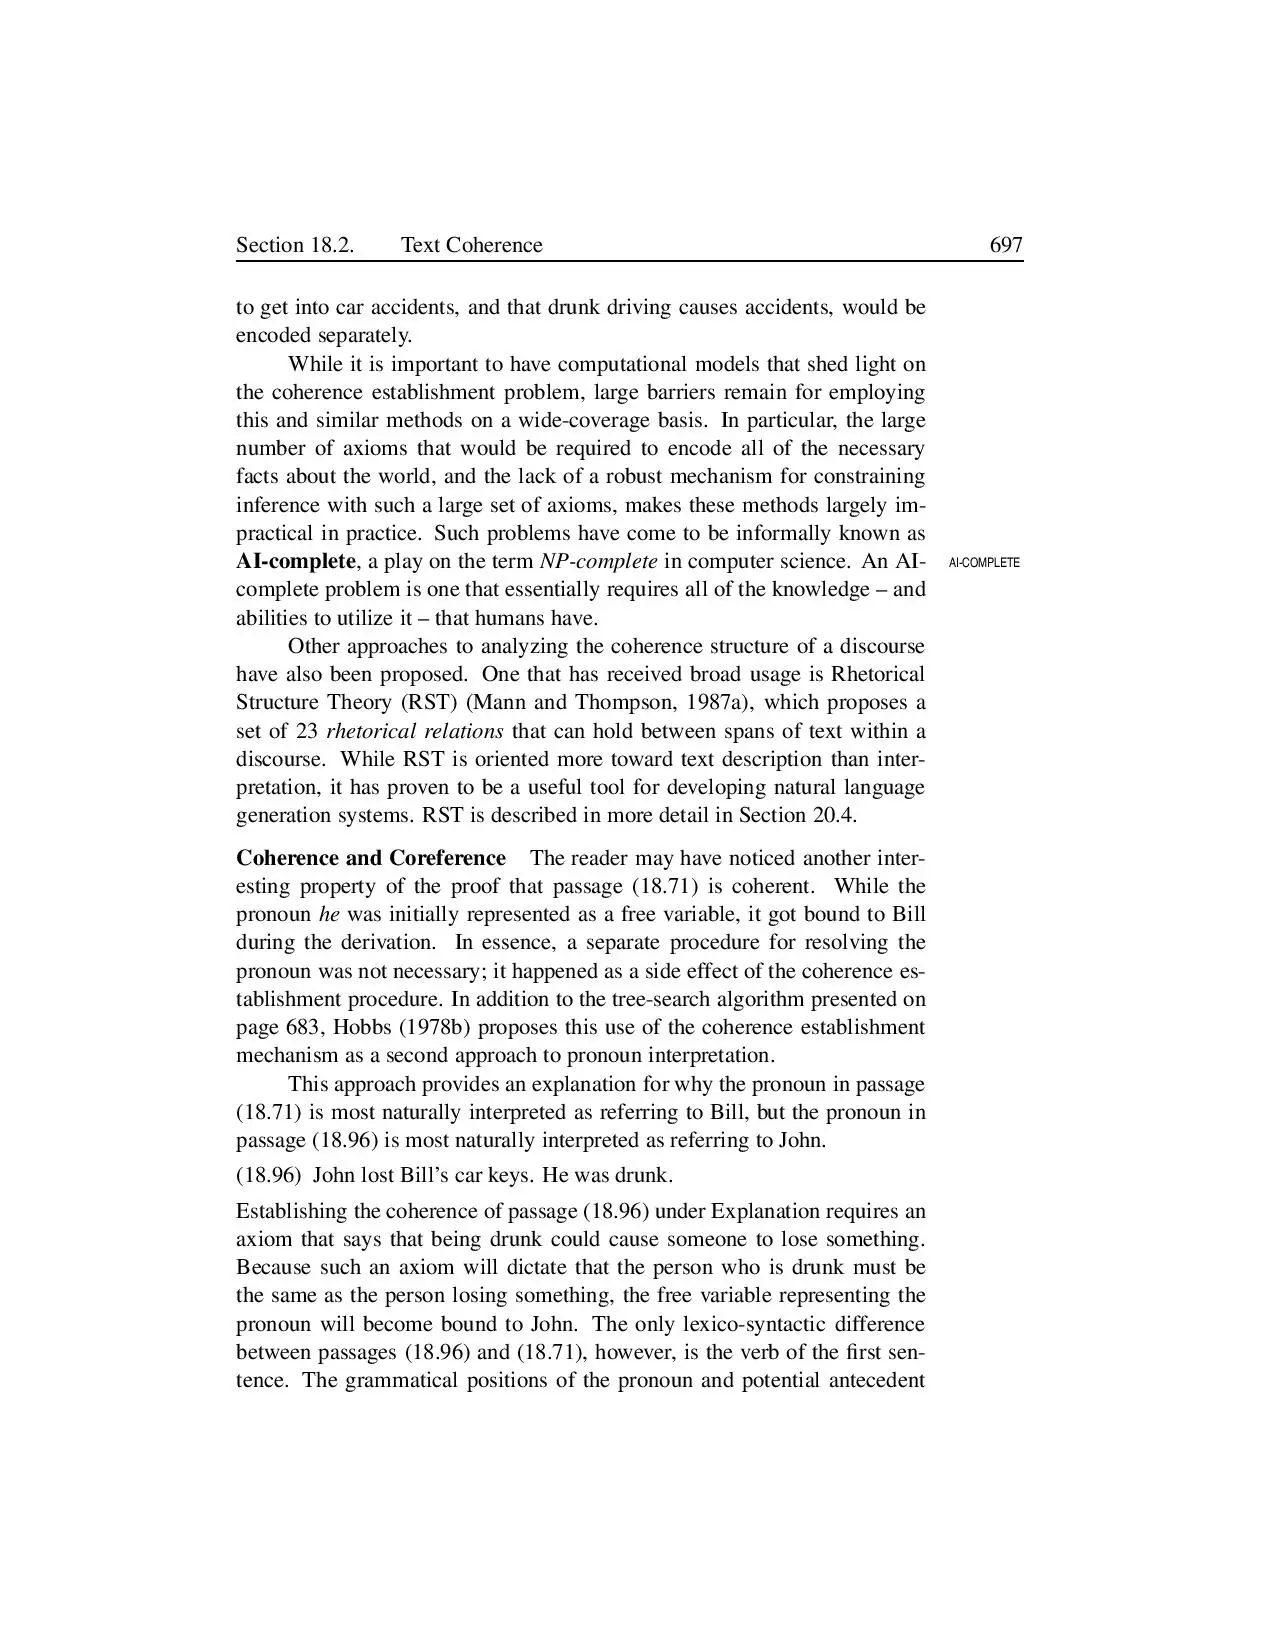 Section 18.2. Text Coherence 697
to get into car accidents, and that drunk driving causes accidents, would be
encoded separately.
While it is important to have computational models that shed light on
the coherence establishment problem, large barriers remain for employing
this and similar methods on a wide-coverage basis. In particular, the large
number of axioms that would be required to encode all of the necessary
facts about the world, and the lack of a robust mechanism for constraining
inference with such a large set of axioms, makes these methods largely im-
practical in practice. Such problems have come to be informally known as
AI-complete, a play on the term NP-complete in computer science. An AI- AI-COMPLETE
complete problem is one that essentially requires all of the knowledge – and
abilities to utilize it – that humans have.
Other approaches to analyzing the coherence structure of a discourse
have also been proposed. One that has received broad usage is Rhetorical
Structure Theory (RST) (Mann and Thompson, 1987a), which proposes a
set of 23 rhetorical relations that can hold between spans of text within a
discourse. While RST is oriented more toward text description than inter-
pretation, it has proven to be a useful tool for developing natural language
generation systems. RST is described in more detail in Section 20.4.
Coherence and Coreference The reader may have noticed another inter-
esting property of the proof that passage (18.71) is coherent. While the
pronoun he was initially represented as a free variable, it got bound to Bill
during the derivation. In essence, a separate procedure for resolving the
pronoun was not necessary; it happened as a side effect of the coherence es-
tablishment procedure. In addition to the tree-search algorithm presented on
page 683, Hobbs (1978b) proposes this use of the coherence establishment
mechanism as a second approach to pronoun interpretation.
This approach provides an explanation for why the pronoun in passage
(18.71) is most naturally interpreted as referring to Bill, but the pronoun in
passage (18.96) is most naturally interpreted as referring to John.
(18.96) John lost Bill's car keys. He was drunk.
Establishing the coherence of passage (18.96) under Explanation requires an
axiom that says that being drunk could cause someone to lose something.
Because such an axiom will dictate that the person who is drunk must be
the same as the person losing something, the free variable representing the
pronoun will become bound to John. The only lexico-syntactic difference
between passages (18.96) and (18.71), however, is the verb of the first sen-
tence. The grammatical positions of the pronoun and potential antecedent